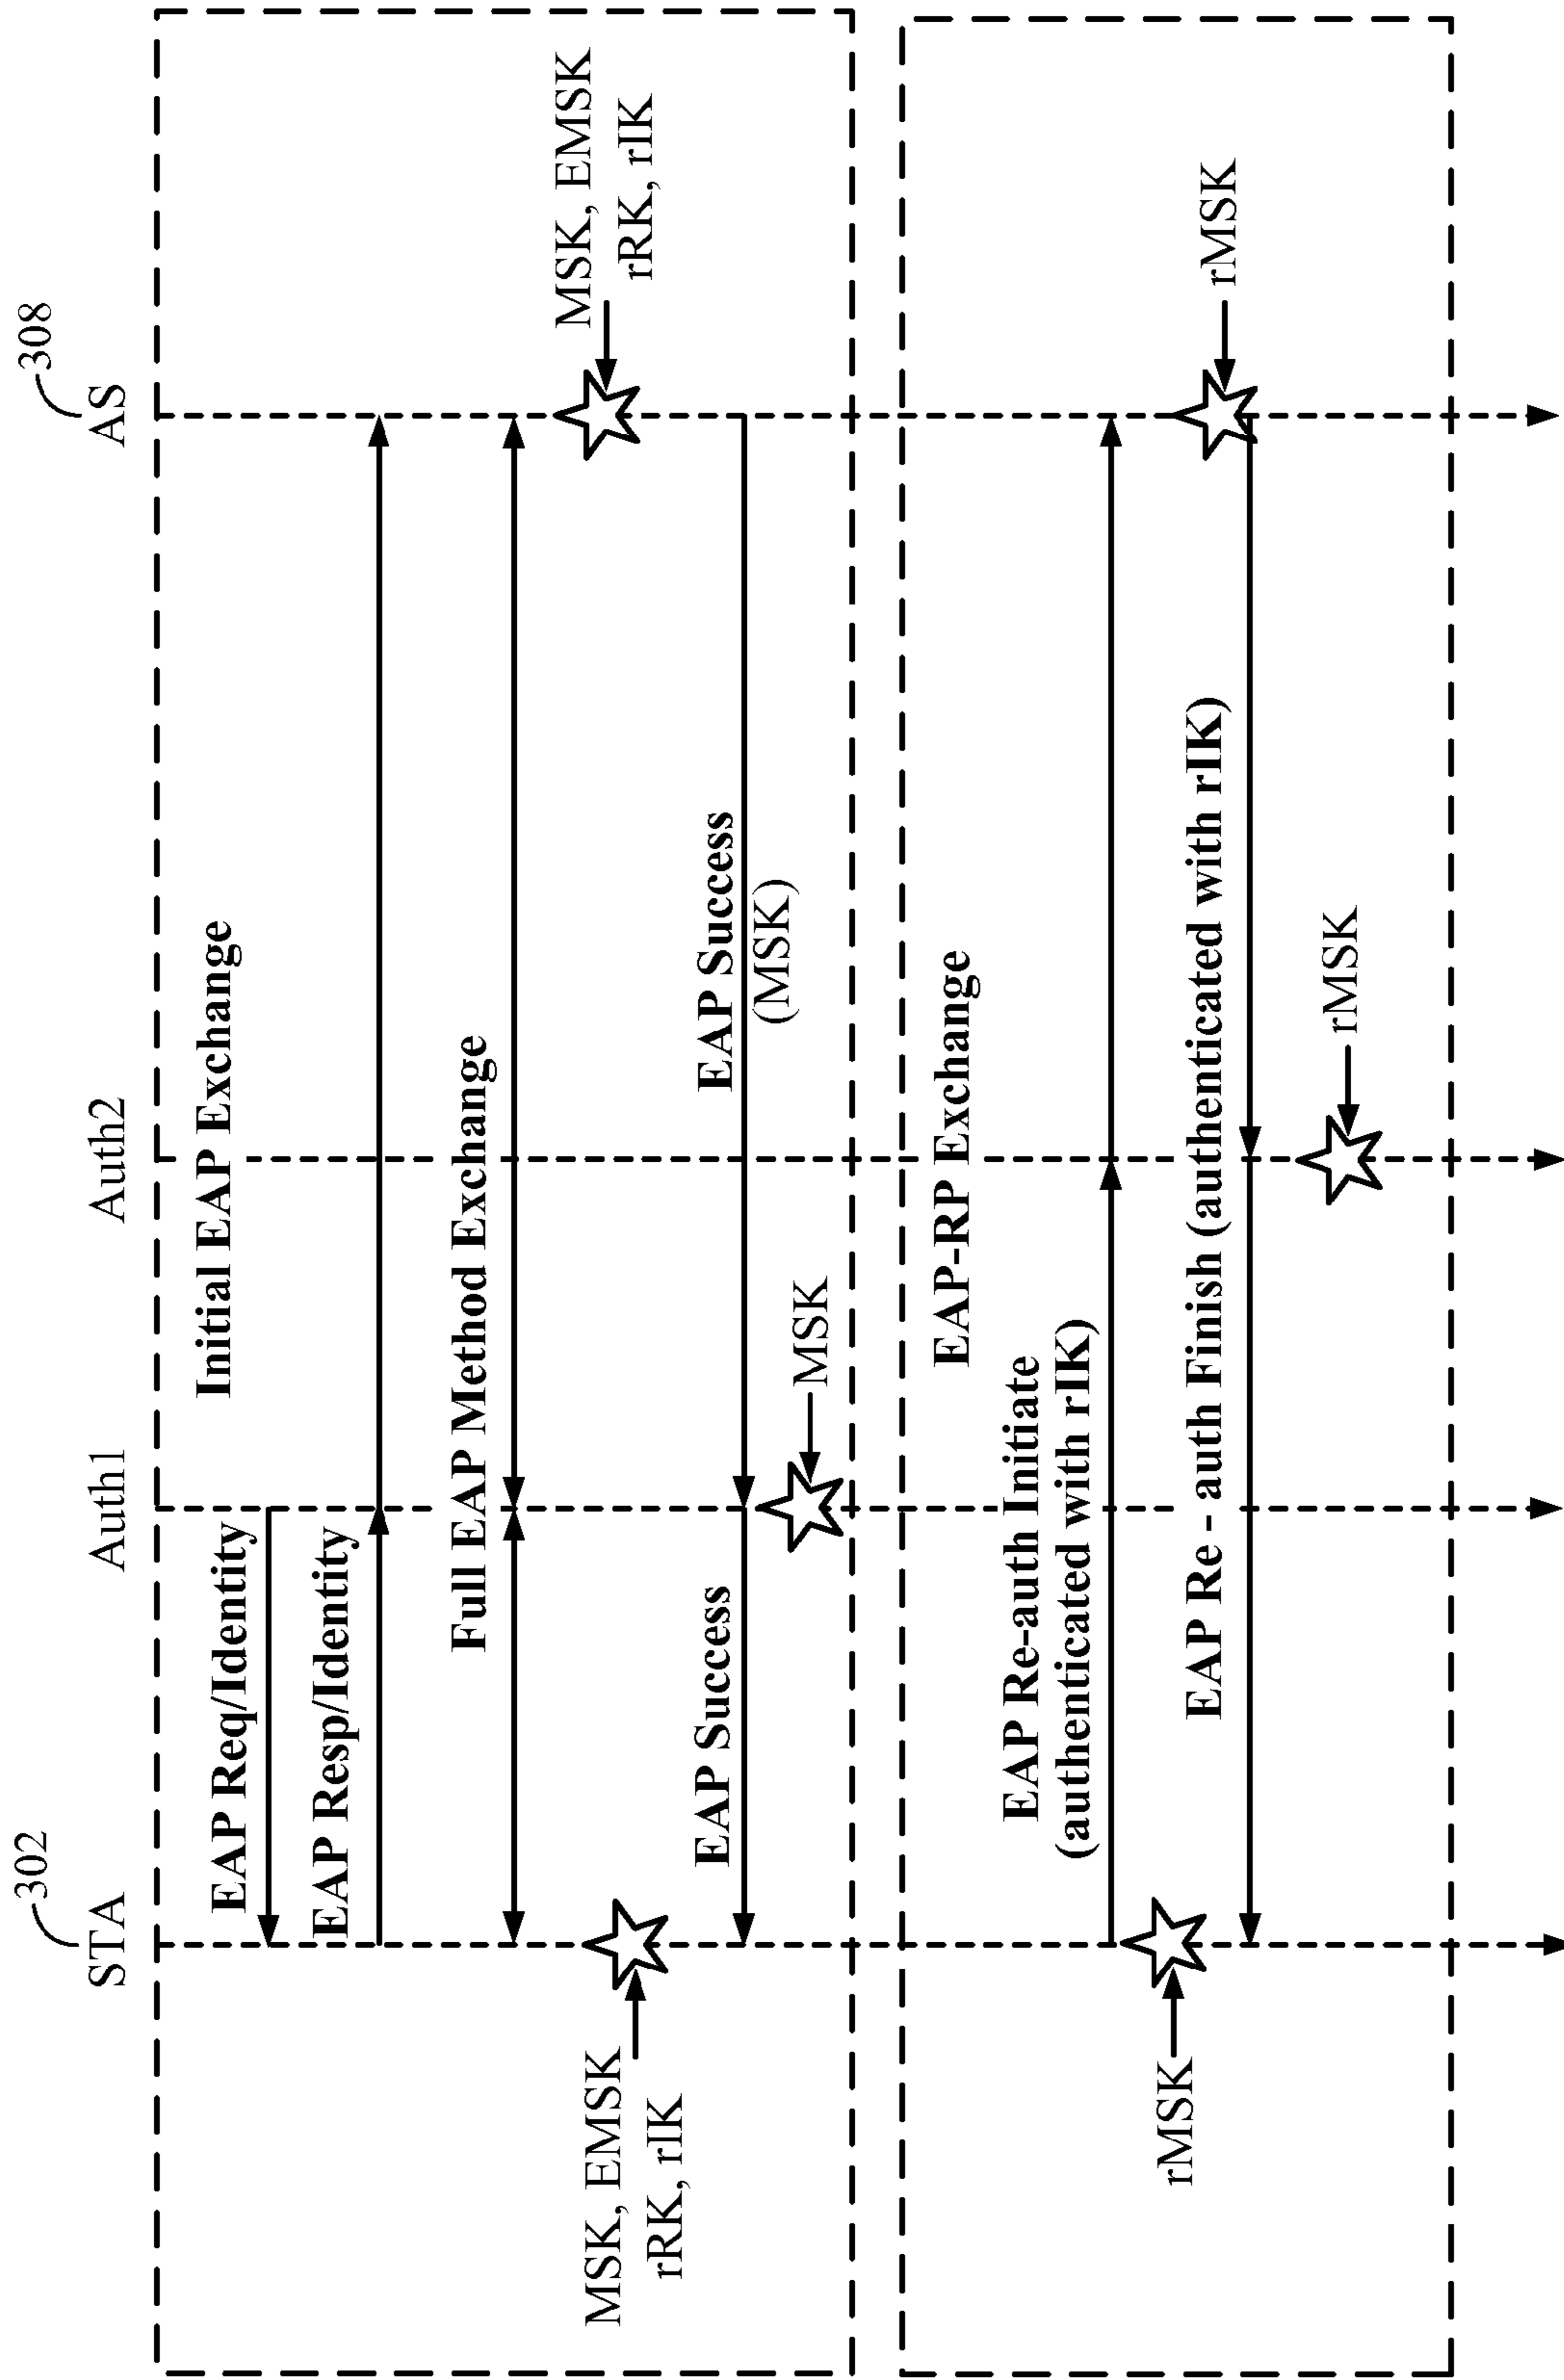 302
308
STA
Auth1
Auth2
AS
Initial EAP Exchange
EAP Req/Identity
EAP Resp/Identity
Full EAP Method Exchange
MSK, EMSK
rRK, rIK
MSK, EMSK
rRK, rIK
EAP Success
EAP Success
(MSK)
MSK
EAP-RP Exchange
EAP Re-auth Initiate
(authenticated with rIK)
rMSK
rMSK
EAP Re - auth Finish (authenticated with rIK)
rMSK